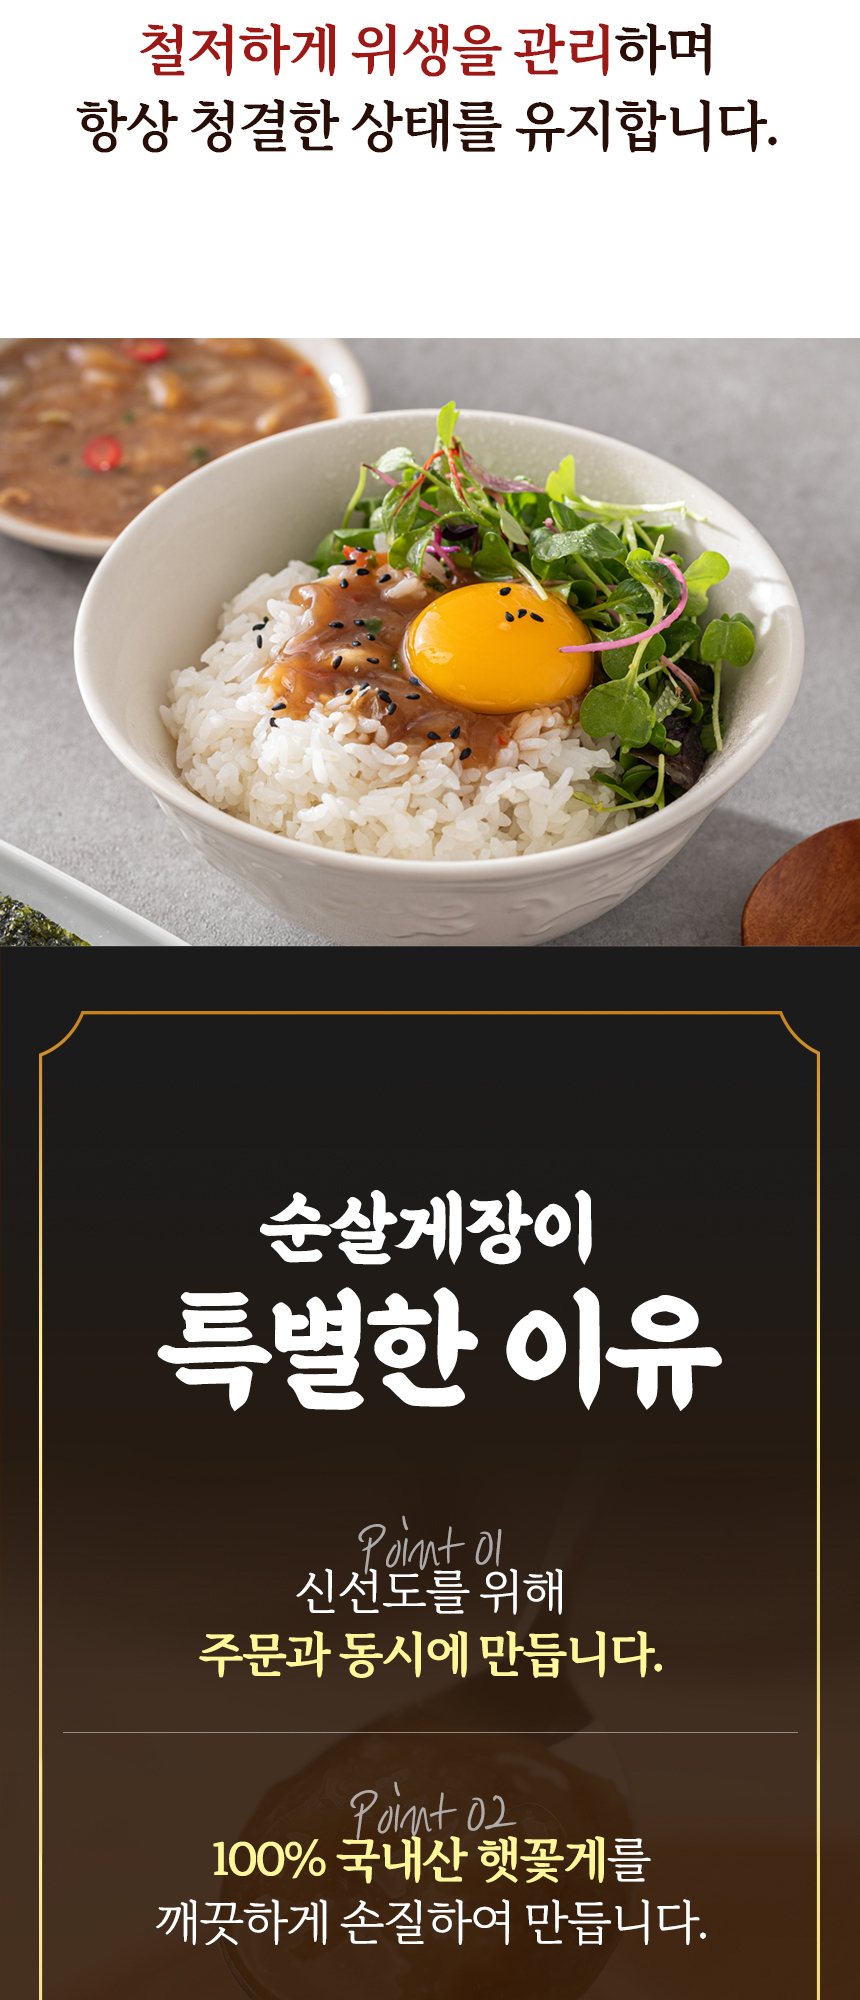 철저하게 위생을 관리하며
항상 청결한 상태를 유지합니다.
순살게장이
특별한 이유
Point 01
신선도를 위해
주문과 동시에 만듭니다.
Point 02
100% 국내산 햇꽃게를
깨끗하게 손질하여 만듭니다.